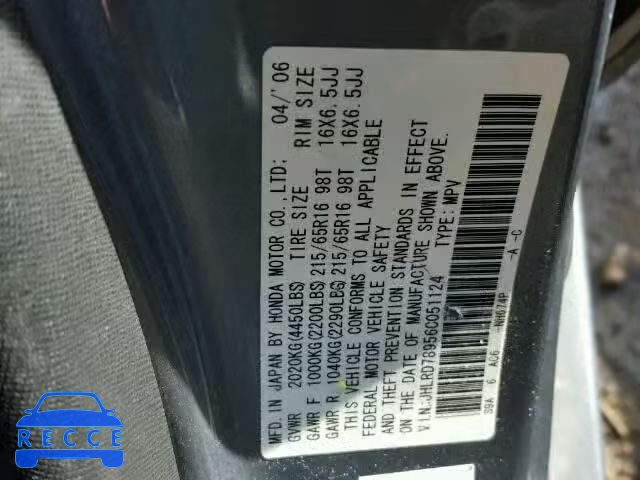 MFD. IN JAPAN BY HONDA MOTOR CO., LTD: 04/'06
GVWR 2020KG(4450LBS) TIRE SIZE RIM SIZE
GAWR F 1000KG(2200LBS) 215/65R16 98T 16X6.5JJ
GAWR R 1040KG(2290LBS) 215/65R16 98T 16X6.5JJ
THIS VEHICLE CONFORMS TO ALL APPLICABLE
FEDERAL MOTOR VEHICLE SAFETY
AND THEFT PREVENTION STANDARDS IN EFFECT
ON THE DATE OF MANUFACTURE SHOWN ABOVE.
V.I.N:JHLRD78956C051124 TYPE: MPV
S9A 6 A06 NH674P -A -C
RECCE